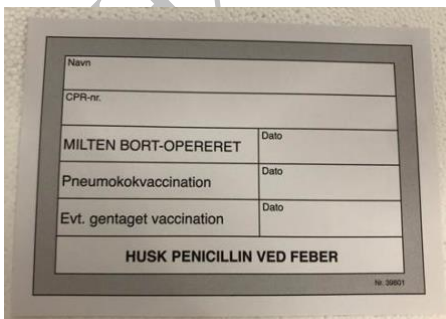 Navn
CPR-nr.
MILTEN BORT-OPERERET Dato
Pneumokokvaccination Dato
Evt. gentaget vaccination Dato
HUSK PENICILLIN VED FEBER
Nr. 39801